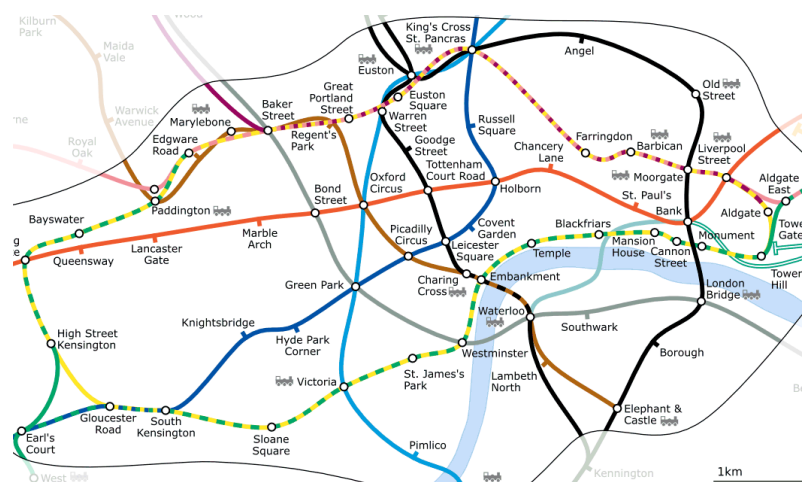 Kilburn
Park
Wood
Maida
Vale
King's Cross
St. Pancras
Angel
Euston
Old
Street
Great
Portland
Street
Euston
Square
Baker
Street
Marylebone
Warwick
Avenue
Regent's
Park
Warren
Street
Russell
Square
Farringdon
Barbican
Liverpool
Street
Edgware
Road
Royal
Oak
Goodge
Street
Chancery
Lane
Moorgate
Aldgate
East
Tottenham
Court Road
Holborn
St. Paul's
Oxford
Circus
Bond
Street
Paddington
Bayswater
Bank
Aldgate
Tower
Gate
Marble
Arch
Lancaster
Gate
Queensway
Picadilly
Circus
Covent
Garden
Leicester
Square
Blackfriars
Mansion
House
Temple
Cannon
Street
Monument
Tower
Hill
Charing
Cross
Embankment
Green Park
London
Bridge
Waterloo
Southwark
Knightsbridge
Hyde Park
Corner
High Street
Kensington
Westminster
Borough
St. James's
Park
Victoria
Lambeth
North
Gloucester
Road
South
Kensington
Elephant &
Castle
Earl's
Court
Sloane
Square
Pimlico
West
Kennington
1km